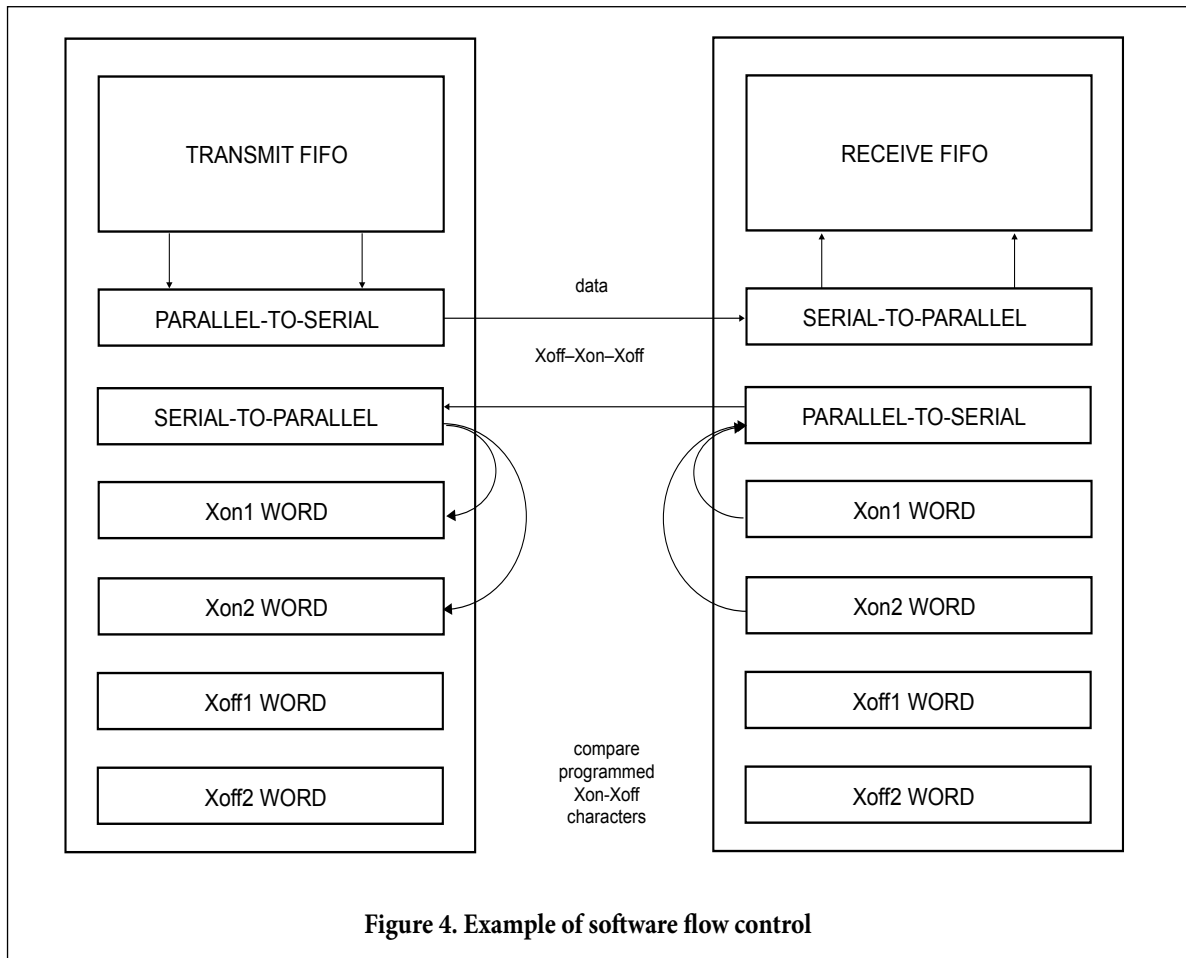 TRANSMIT FIFO
PARALLEL-TO-SERIAL
SERIAL-TO-PARALLEL
Xon1 WORD
Xon2 WORD
Xoff1 WORD
Xoff2 WORD
data
Xoff–Xon–Xoff
compare
programmed
Xon-Xoff
characters
RECEIVE FIFO
SERIAL-TO-PARALLEL
PARALLEL-TO-SERIAL
Xon1 WORD
Xon2 WORD
Xoff1 WORD
Xoff2 WORD
Figure 4. Example of software flow control